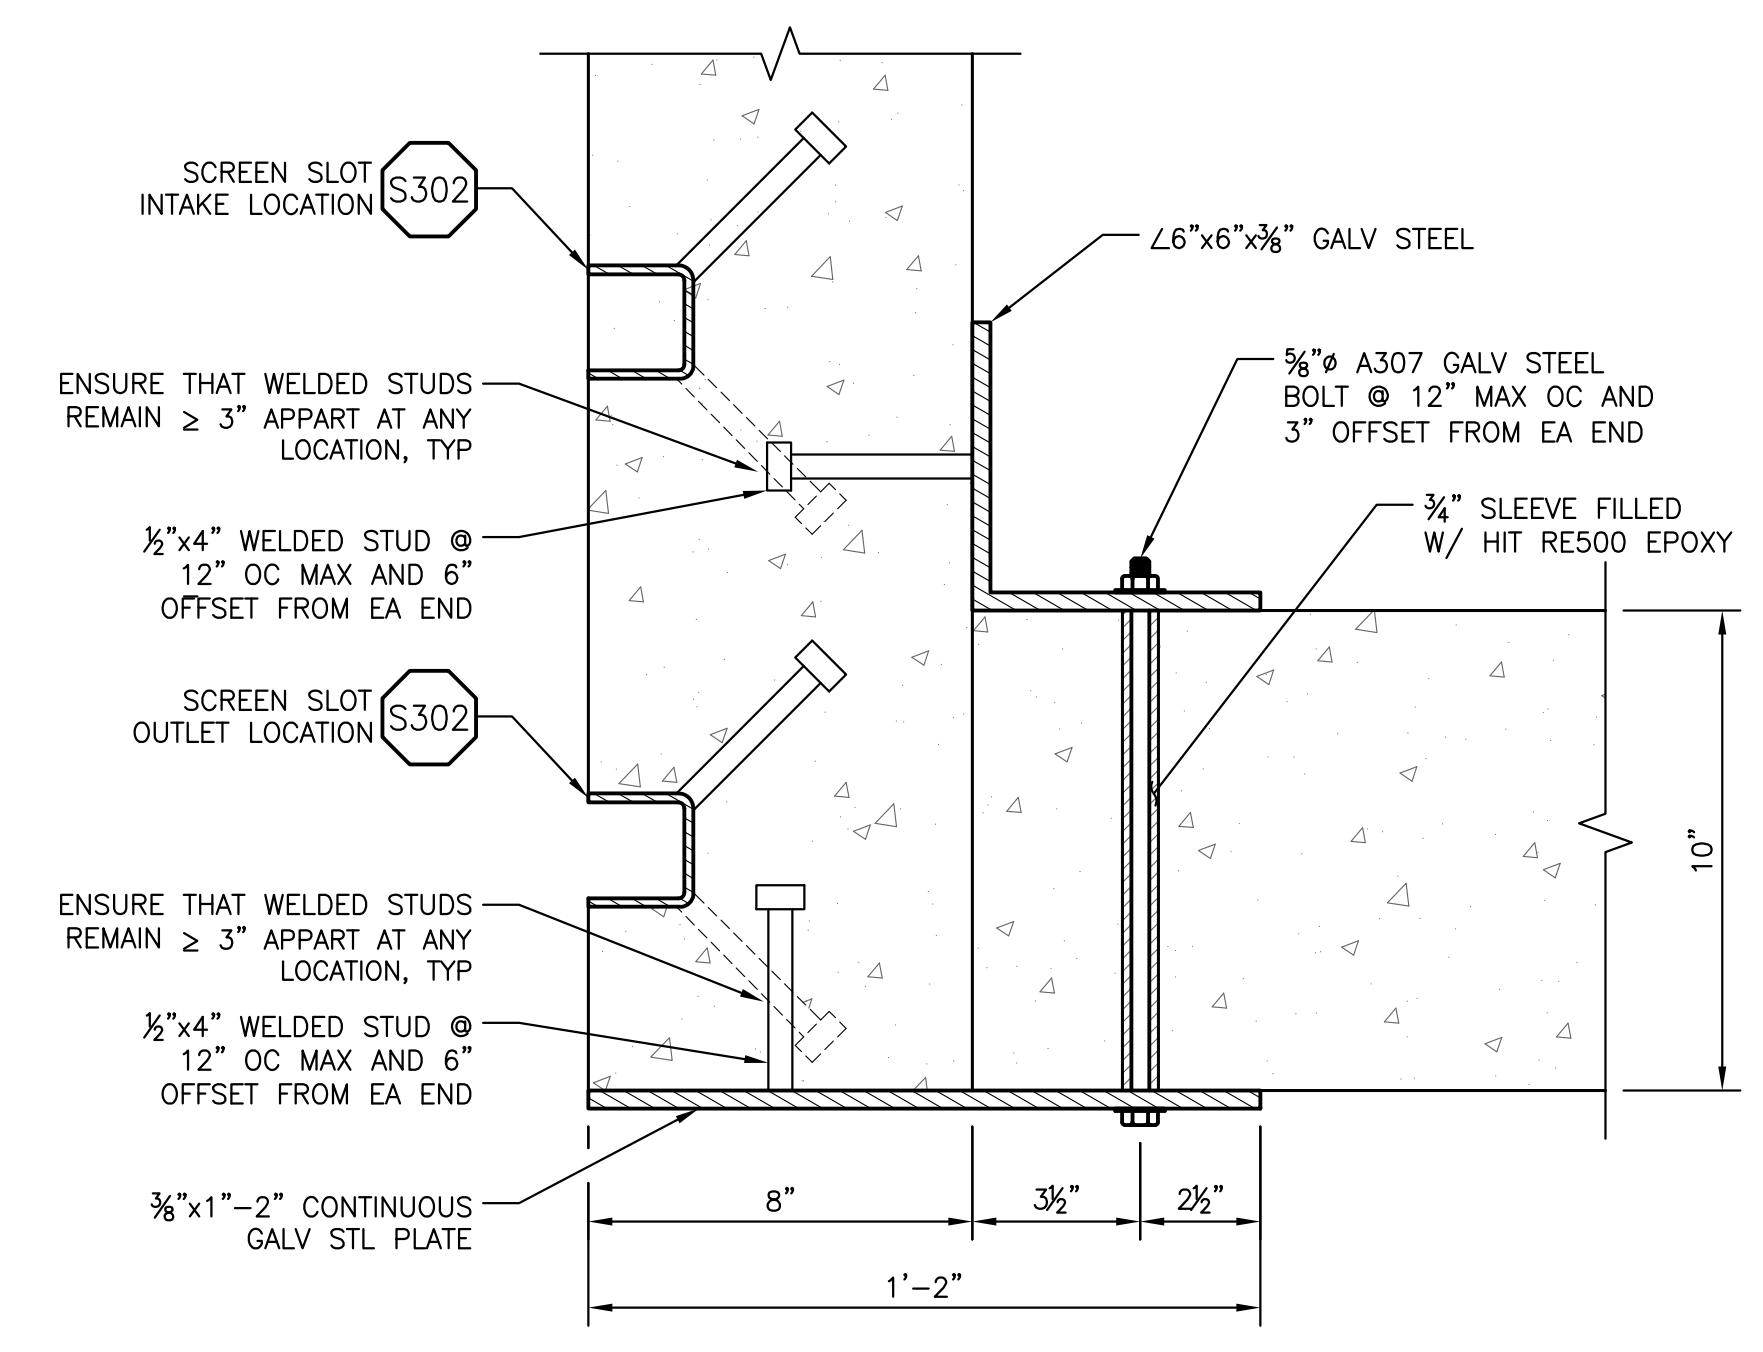 SCREEN SLOT
INTAKE LOCATION
S302
∠6”x6”x⅜” GALV STEEL
⅝”ø A307 GALV STEEL
BOLT @ 12” MAX OC AND
3” OFFSET FROM EA END
ENSURE THAT WELDED STUDS
REMAIN ≥ 3” APPART AT ANY
LOCATION, TYP
¾” SLEEVE FILLED
W/ HIT RE500 EPOXY
½”x4” WELDED STUD @
12” OC MAX AND 6”
OFFSET FROM EA END
SCREEN SLOT
OUTLET LOCATION
S302
10”
ENSURE THAT WELDED STUDS
REMAIN ≥ 3” APPART AT ANY
LOCATION, TYP
½”x4” WELDED STUD @
12” OC MAX AND 6”
OFFSET FROM EA END
⅜”x1”-2” CONTINUOUS
GALV STL PLATE
8”
3½”
2½”
1’-2”